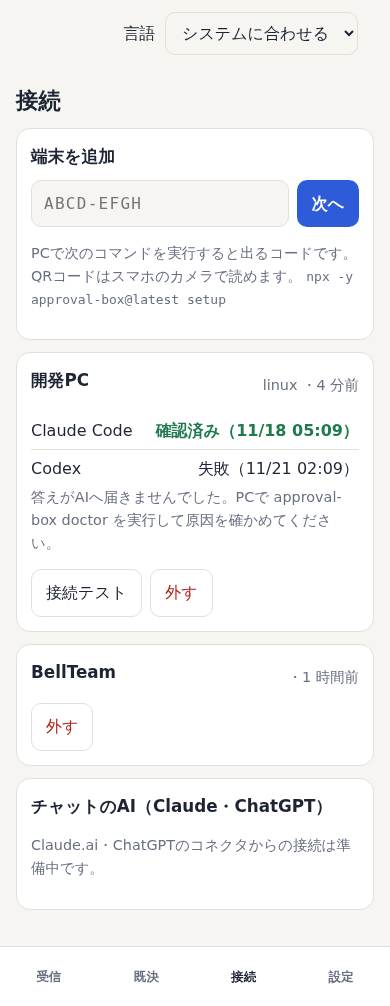 言語 システムに合わせる
接続
端末を追加
ABCD-EFGH 次へ
PCで次のコマンドを実行すると出るコードです。
QRコードはスマホのカメラで読めます。 npx -y
approval-box@latest setup
開発PC linux ・4 分前
Claude Code 確認済み（11/18 05:09）
Codex 失敗（11/21 02:09）
答えがAIへ届きませんでした。PCで approval-
box doctor を実行して原因を確かめてくださ
い。
接続テスト 外す
BellTeam ・1 時間前
外す
チャットのAI（Claude・ChatGPT）
Claude.ai・ChatGPTのコネクタからの接続は準
備中です。
受信 既決 接続 設定